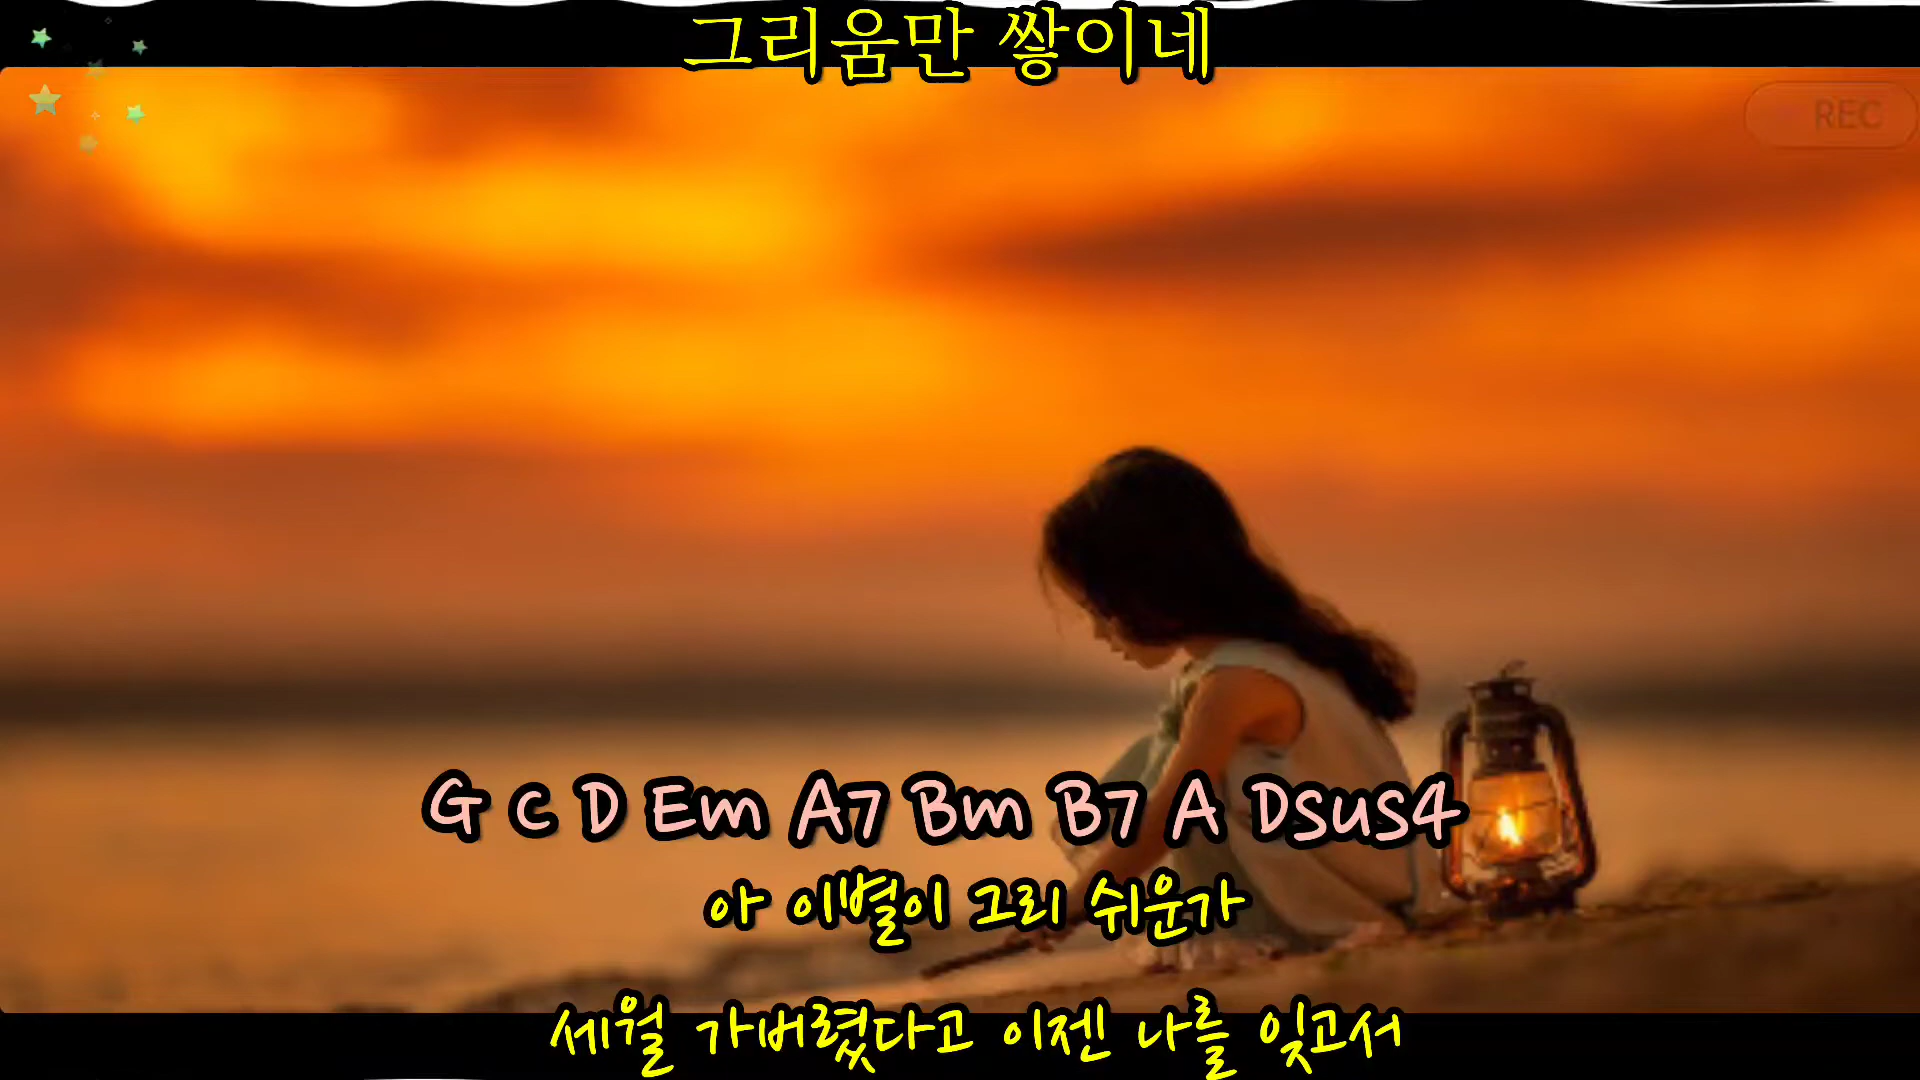 그리움만 쌓이네
REC
G C D Em A7 Bm B7 A Dsus4
아 이별이 그리 쉬운가
세월 가버렸다고 이젠 나를 잊고서